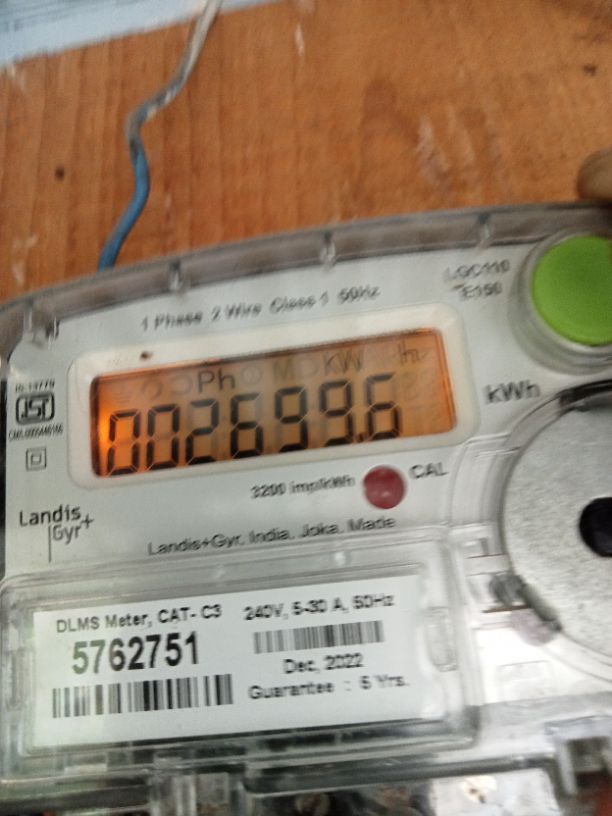 1 Phase 2 Wire Class 1 50Hz
LGC110
E150
Ph
002699.6
kWh
3200 imp/kWh
CAL
Landis
Gyr+
Landis+Gyr, India, Joka, Made
DLMS Meter, CAT- C3
240V, 5-30 A, 50Hz
5762751
Dec, 2022
Guarantee : 5 Yrs.